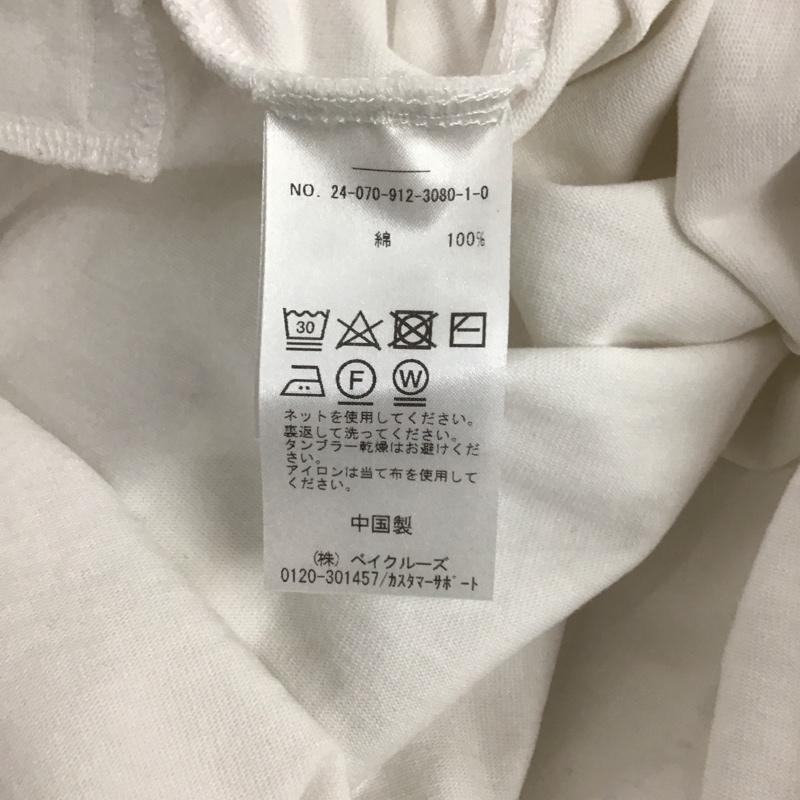 NO. 24-070-912-3080-1-0
綿 100%
30
F W
ネットを使用してください。
裏返して洗ってください。
タンブラー乾燥はお避けくだ
さい。
アイロンは当て布を使用して
ください。
中国製
(株) ベイクルーズ
0120-301457/ｶｽﾀﾏｰｻﾎﾟｰﾄ